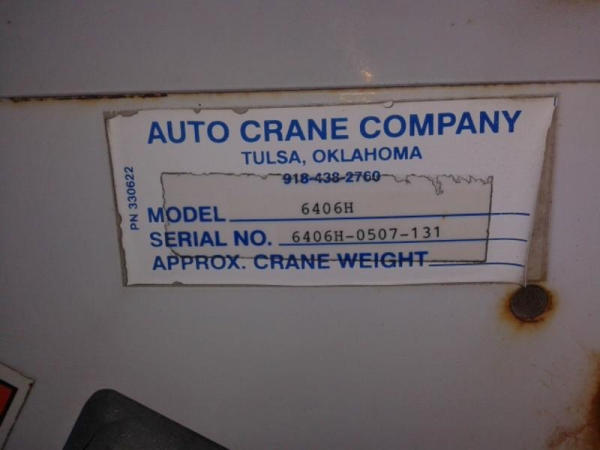 AUTO CRANE COMPANY
TULSA, OKLAHOMA
918-438-2760
PN 330622
MODEL 6406H
SERIAL NO. 6406H-0507-131
APPROX. CRANE WEIGHT